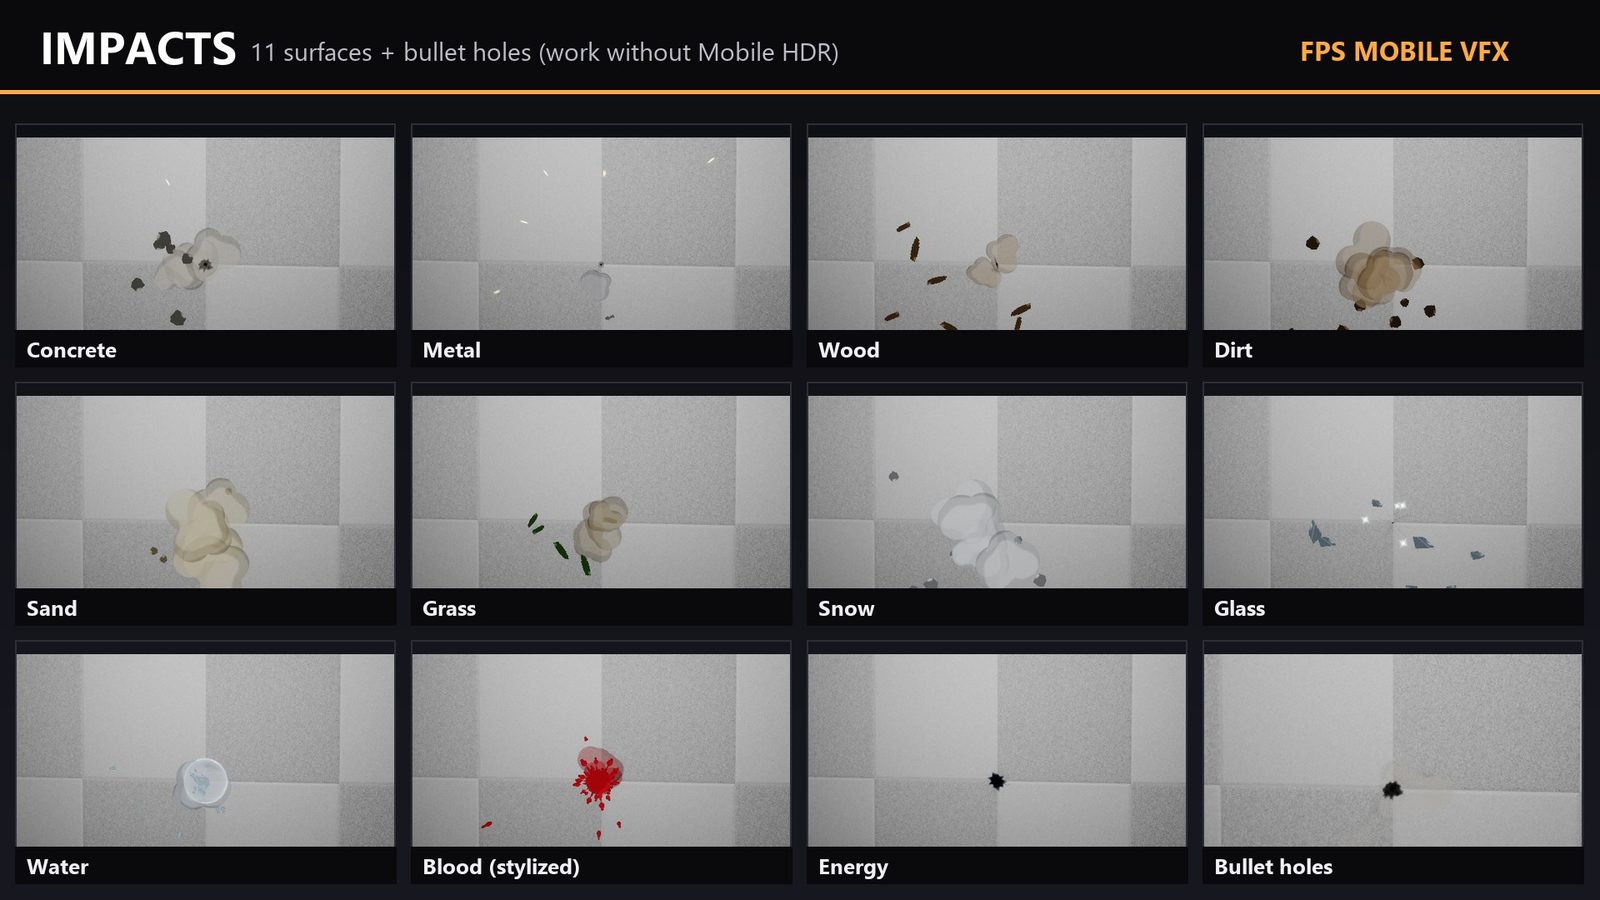 IMPACTS 11 surfaces + bullet holes (work without Mobile HDR) FPS MOBILE VFX
Concrete Metal Wood Dirt
Sand Grass Snow Glass
Water Blood (stylized) Energy Bullet holes